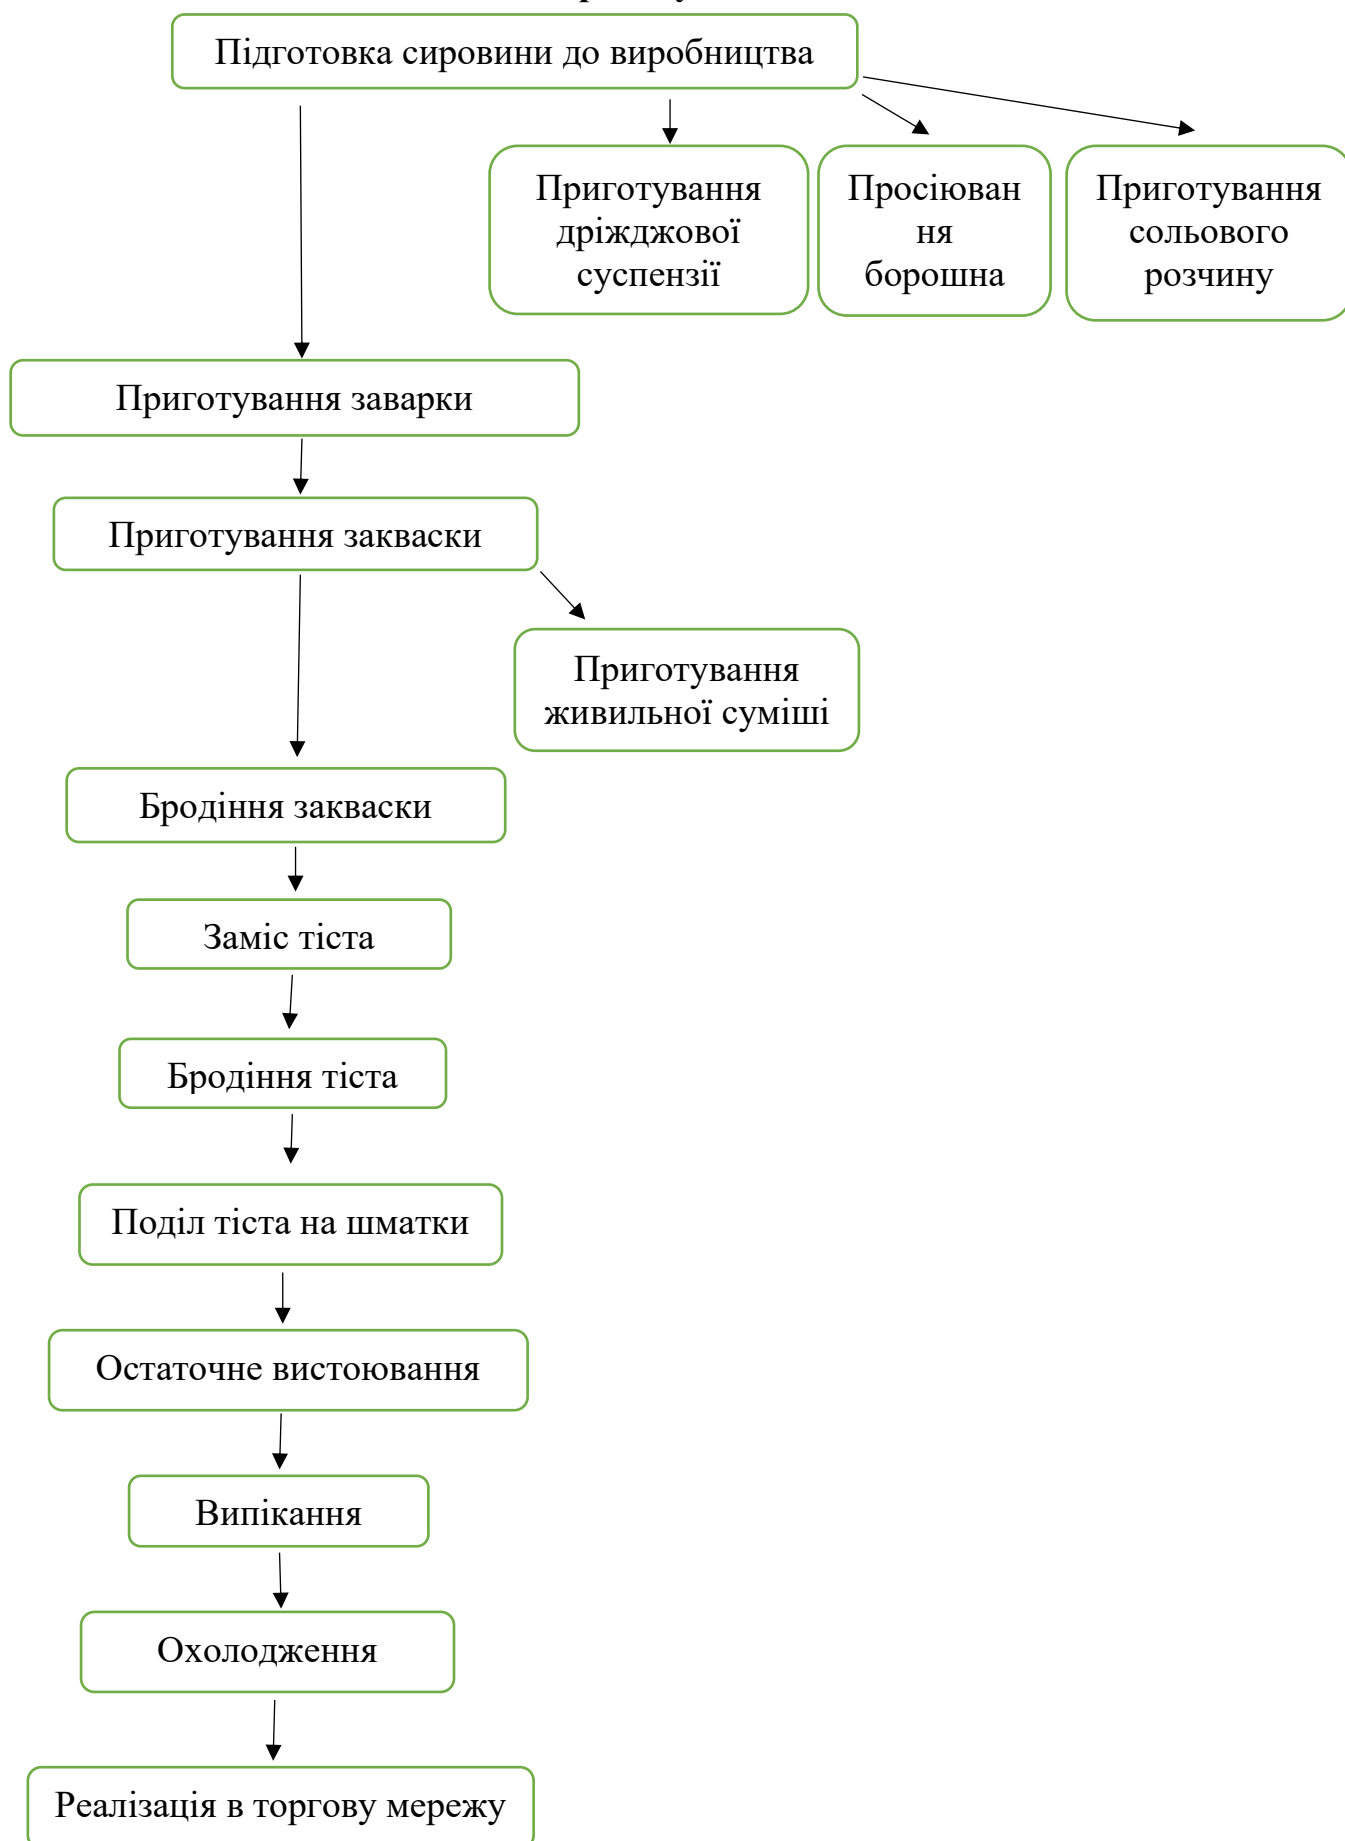 Підготовка сировини до виробництва
Приготування
дріжджової
суспензії
Просіюван
ня
борошна
Приготування
сольового
розчину
Приготування заварки
Приготування закваски
Приготування
живильної суміші
Бродіння закваски
Заміс тіста
Бродіння тіста
Поділ тіста на шматки
Остаточне вистоювання
Випікання
Охолодження
Реалізація в торгову мережу